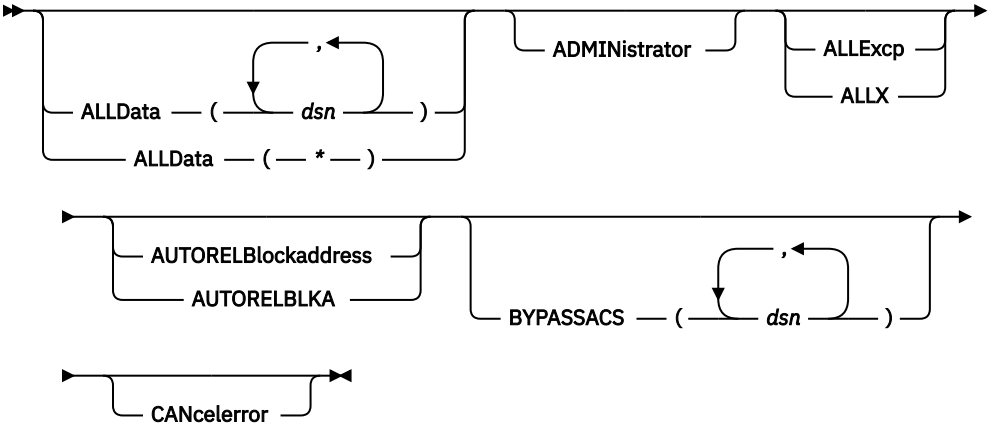 ,
ADMINistrator
ALLExcp
ALLData ( dsn )
ALLX
ALLData ( * )
,
AUTORELBlockaddress
AUTORELBLKA
BYPASSACS ( dsn )
CANcelerror